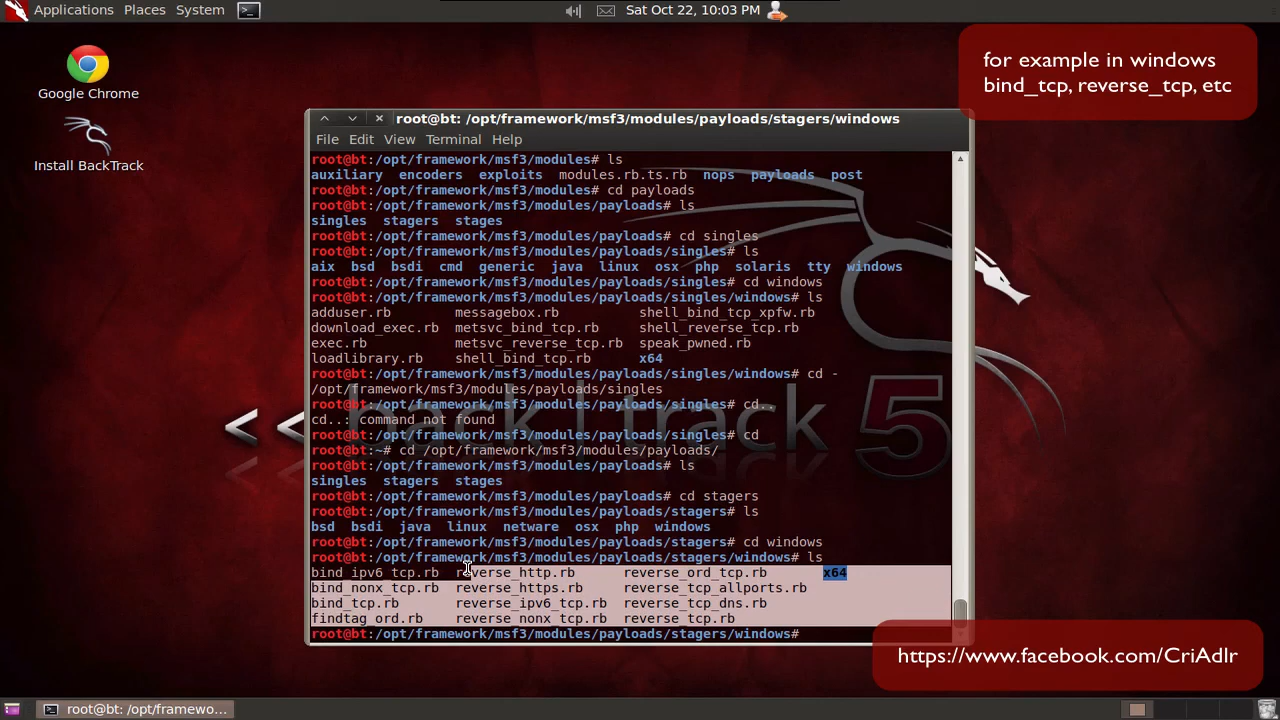 Applications Places System Sat Oct 22, 10:03 PM
for example in windows
bind_tcp, reverse_tcp, etc
Google Chrome
Install BackTrack
root@bt: /opt/framework/msf3/modules/payloads/stagers/windows
File Edit View Terminal Help
root@bt:/opt/framework/msf3/modules# ls
auxiliary encoders exploits modules.rb.ts.rb nops payloads post
root@bt:/opt/framework/msf3/modules# cd payloads
root@bt:/opt/framework/msf3/modules/payloads# ls
singles stagers stages
root@bt:/opt/framework/msf3/modules/payloads# cd singles
root@bt:/opt/framework/msf3/modules/payloads/singles# ls
aix bsd bsdi cmd generic java linux osx php solaris tty windows
root@bt:/opt/framework/msf3/modules/payloads/singles# cd windows
root@bt:/opt/framework/msf3/modules/payloads/singles/windows# ls
adduser.rb messagebox.rb shell_bind_tcp_xpfw.rb
download_exec.rb metsvc_bind_tcp.rb shell_reverse_tcp.rb
exec.rb metsvc_reverse_tcp.rb speak_pwned.rb
loadlibrary.rb shell_bind_tcp.rb x64
root@bt:/opt/framework/msf3/modules/payloads/singles/windows# cd -
/opt/framework/msf3/modules/payloads/singles
root@bt:/opt/framework/msf3/modules/payloads/singles# cd..
cd..: command not found
root@bt:/opt/framework/msf3/modules/payloads/singles# cd
root@bt:~# cd /opt/framework/msf3/modules/payloads/
root@bt:/opt/framework/msf3/modules/payloads# ls
singles stagers stages
root@bt:/opt/framework/msf3/modules/payloads# cd stagers
root@bt:/opt/framework/msf3/modules/payloads/stagers# ls
bsd bsdi java linux netware osx php windows
root@bt:/opt/framework/msf3/modules/payloads/stagers# cd windows
root@bt:/opt/framework/msf3/modules/payloads/stagers/windows# ls
bind_ipv6_tcp.rb reverse_http.rb reverse_ord_tcp.rb x64
bind_nonx_tcp.rb reverse_https.rb reverse_tcp_allports.rb
bind_tcp.rb reverse_ipv6_tcp.rb reverse_tcp_dns.rb
findtag_ord.rb reverse_nonx_tcp.rb reverse_tcp.rb
root@bt:/opt/framework/msf3/modules/payloads/stagers/windows#
<< back | track 5
https://www.facebook.com/CriAdlr
root@bt: /opt/framewo...